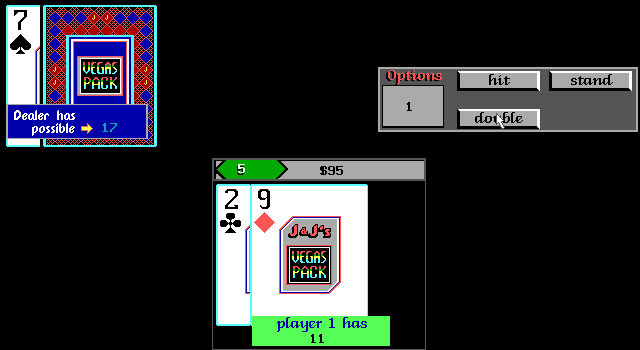 7
VEGAS
PACK
Dealer has
possible 17
Options
1
hit
stand
double
5
$95
2
9
J&J's
VEGAS
PACK
player 1 has
11